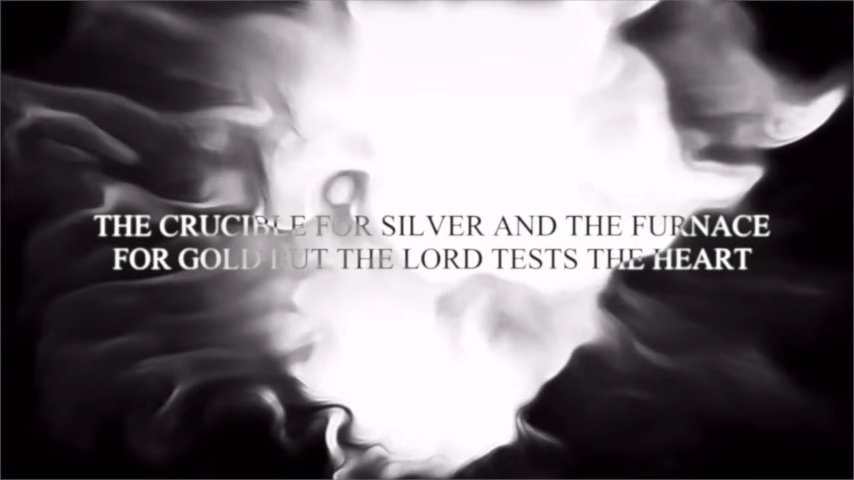 THE CRUCIBLE FOR SILVER AND THE FURNACE
FOR GOLD BUT THE LORD TESTS THE HEART